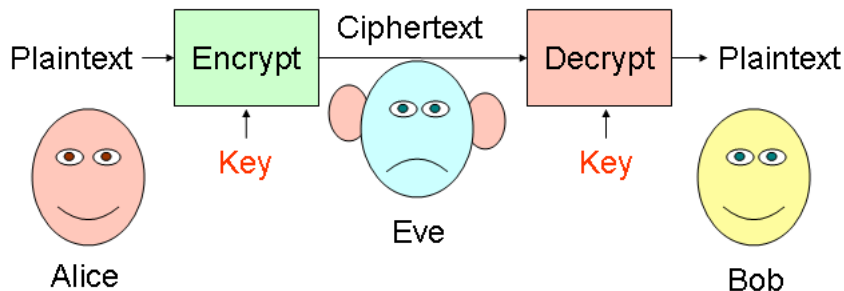 Ciphertext
Plaintext
Encrypt
Decrypt
Plaintext
Key
Key
Eve
Alice
Bob